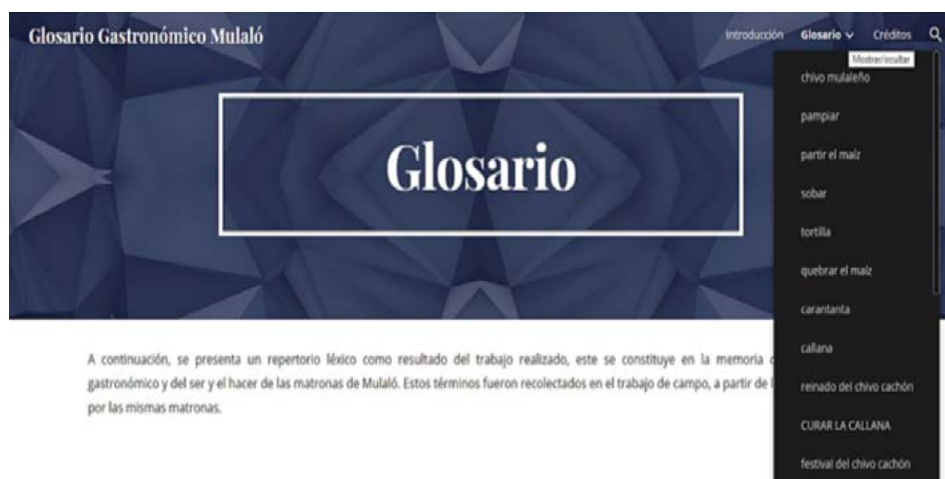 Glosario Gastronómico Mulaló
Introducción Glosario Créditos
Mostrar/ocultar
Glosario
chivo mulaleño
pampiar
partir el maíz
sobar
tortilla
quebrar el maíz
carantanta
callana
reinado del chivo cachón
CURAR LA CALLANA
festival del chivo cachón
A continuación, se presenta un repertorio léxico como resultado del trabajo realizado, este se constituye en la memoria
gastronómico y del ser y el hacer de las matronas de Mulaló. Estos términos fueron recolectados en el trabajo de campo, a partir de
por las mismas matronas.